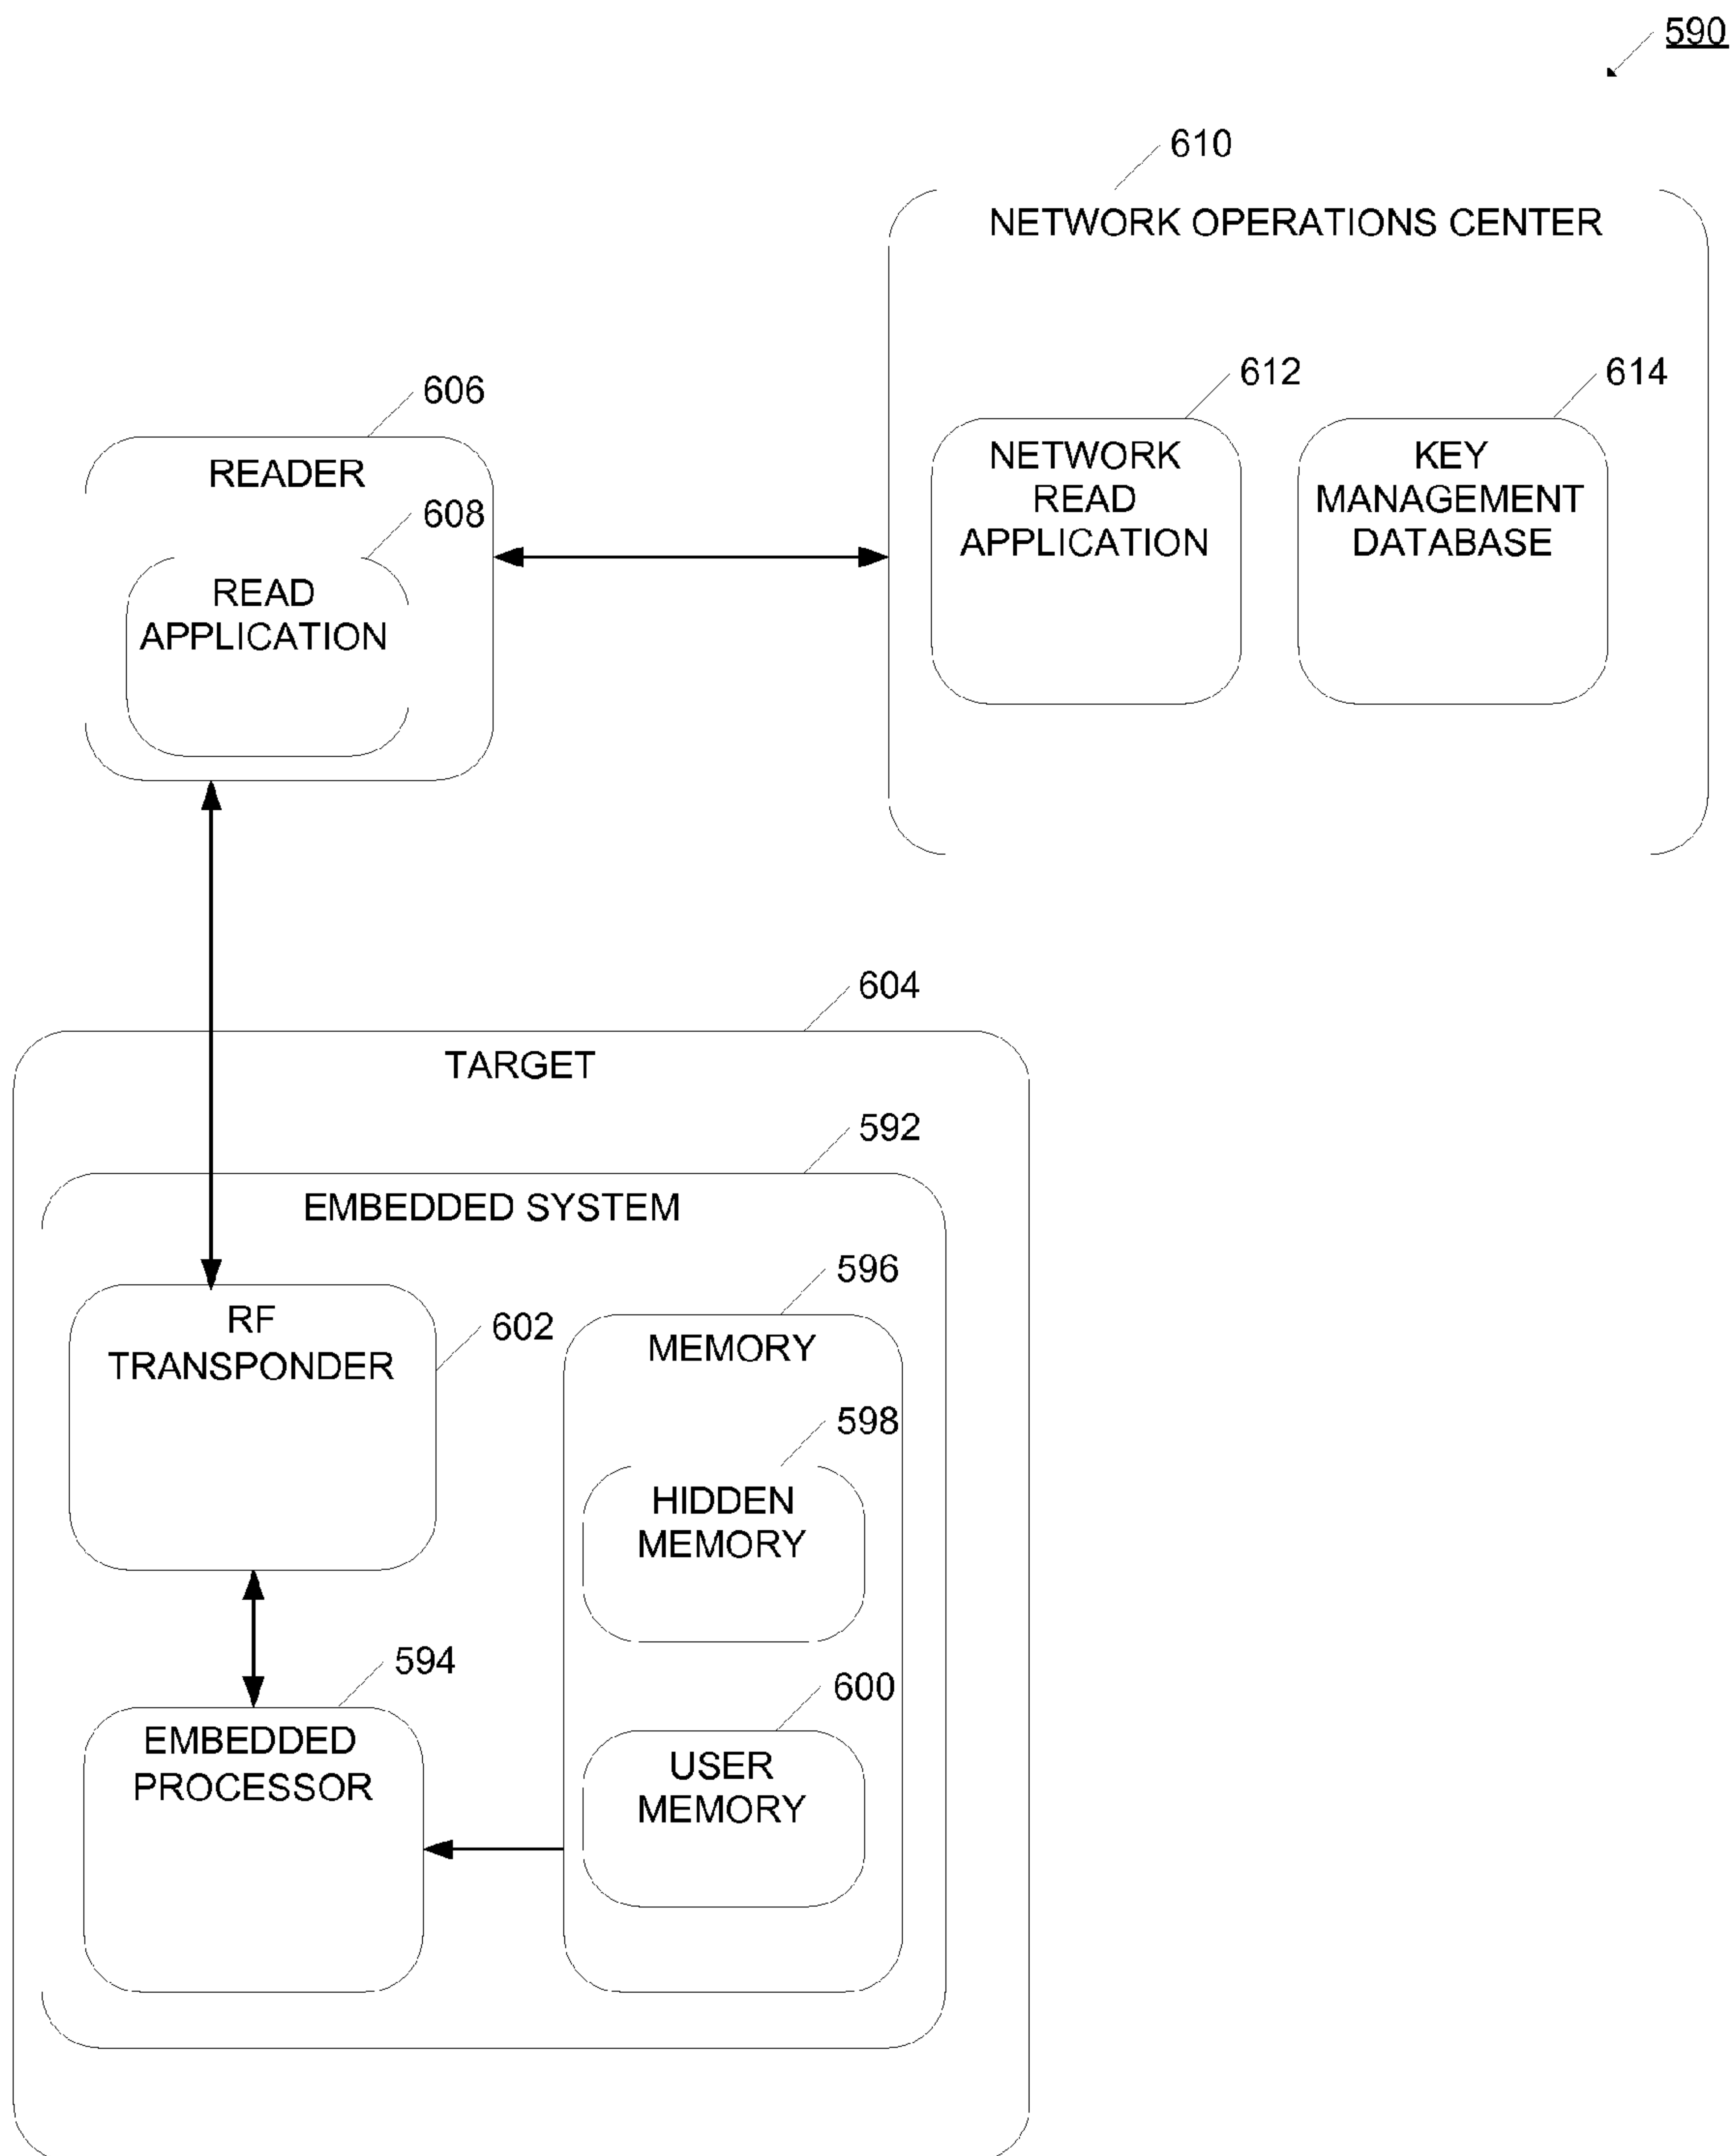 590
610
NETWORK OPERATIONS CENTER
612
614
NETWORK
READ
APPLICATION
KEY
MANAGEMENT
DATABASE
606
READER
608
READ
APPLICATION
604
TARGET
592
EMBEDDED SYSTEM
RF
TRANSPONDER
602
596
MEMORY
598
HIDDEN
MEMORY
594
EMBEDDED
PROCESSOR
600
USER
MEMORY